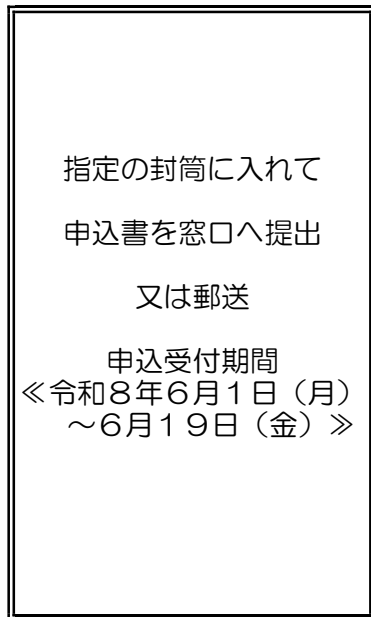 指定の封筒に入れて
申込書を窓口へ提出
又は郵送
申込受付期間
≪令和８年６月１日（月）
～６月１９日（金）≫